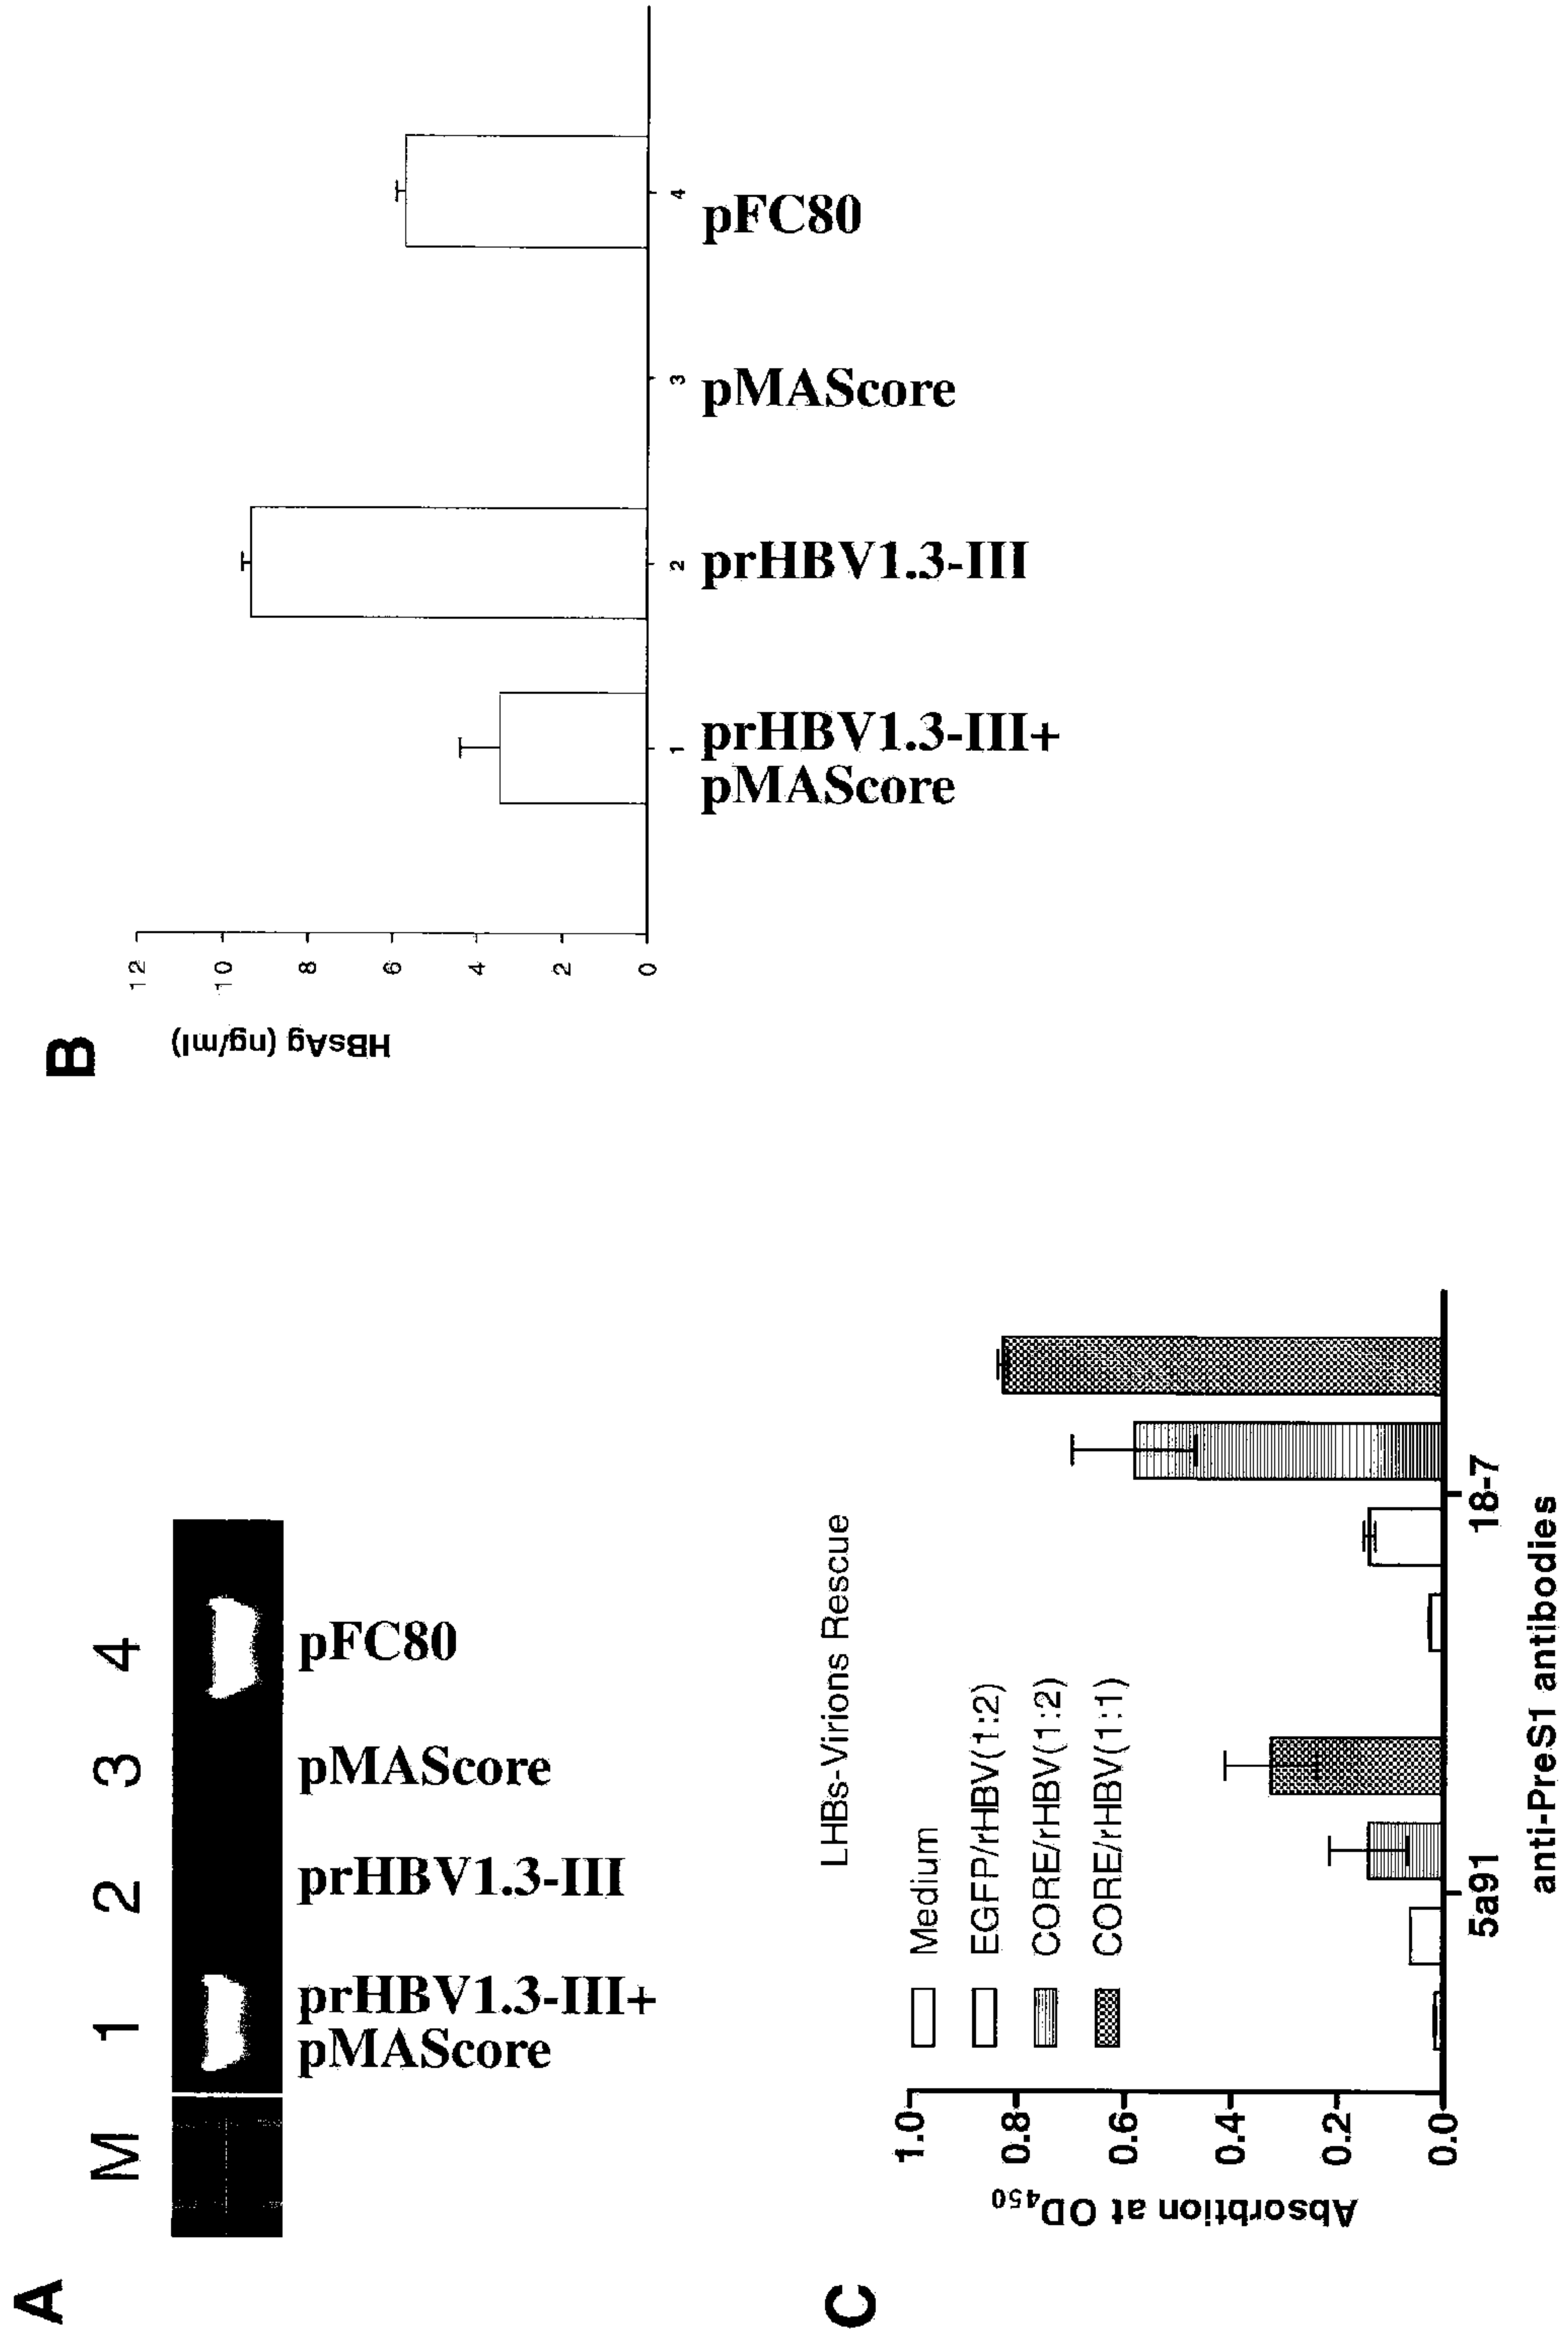 A
M 1 2 3 4
prHBV1.3-III+
pMAScore
prHBV1.3-III
pMAScore
pFC80
B
HBsAg (ng/ml)
12
10
8
6
4
2
0
1 2 3 4
prHBV1.3-III+
pMAScore
prHBV1.3-III
pMAScore
pFC80
C
LHBs-Virions Rescue
Medium
EGFP/rHBV(1:2)
CORE/rHBV(1:2)
CORE/rHBV(1:1)
Absorbtion at OD450
1.0
0.8
0.6
0.4
0.2
0.0
5a91 18-7
anti-PreS1 antibodies